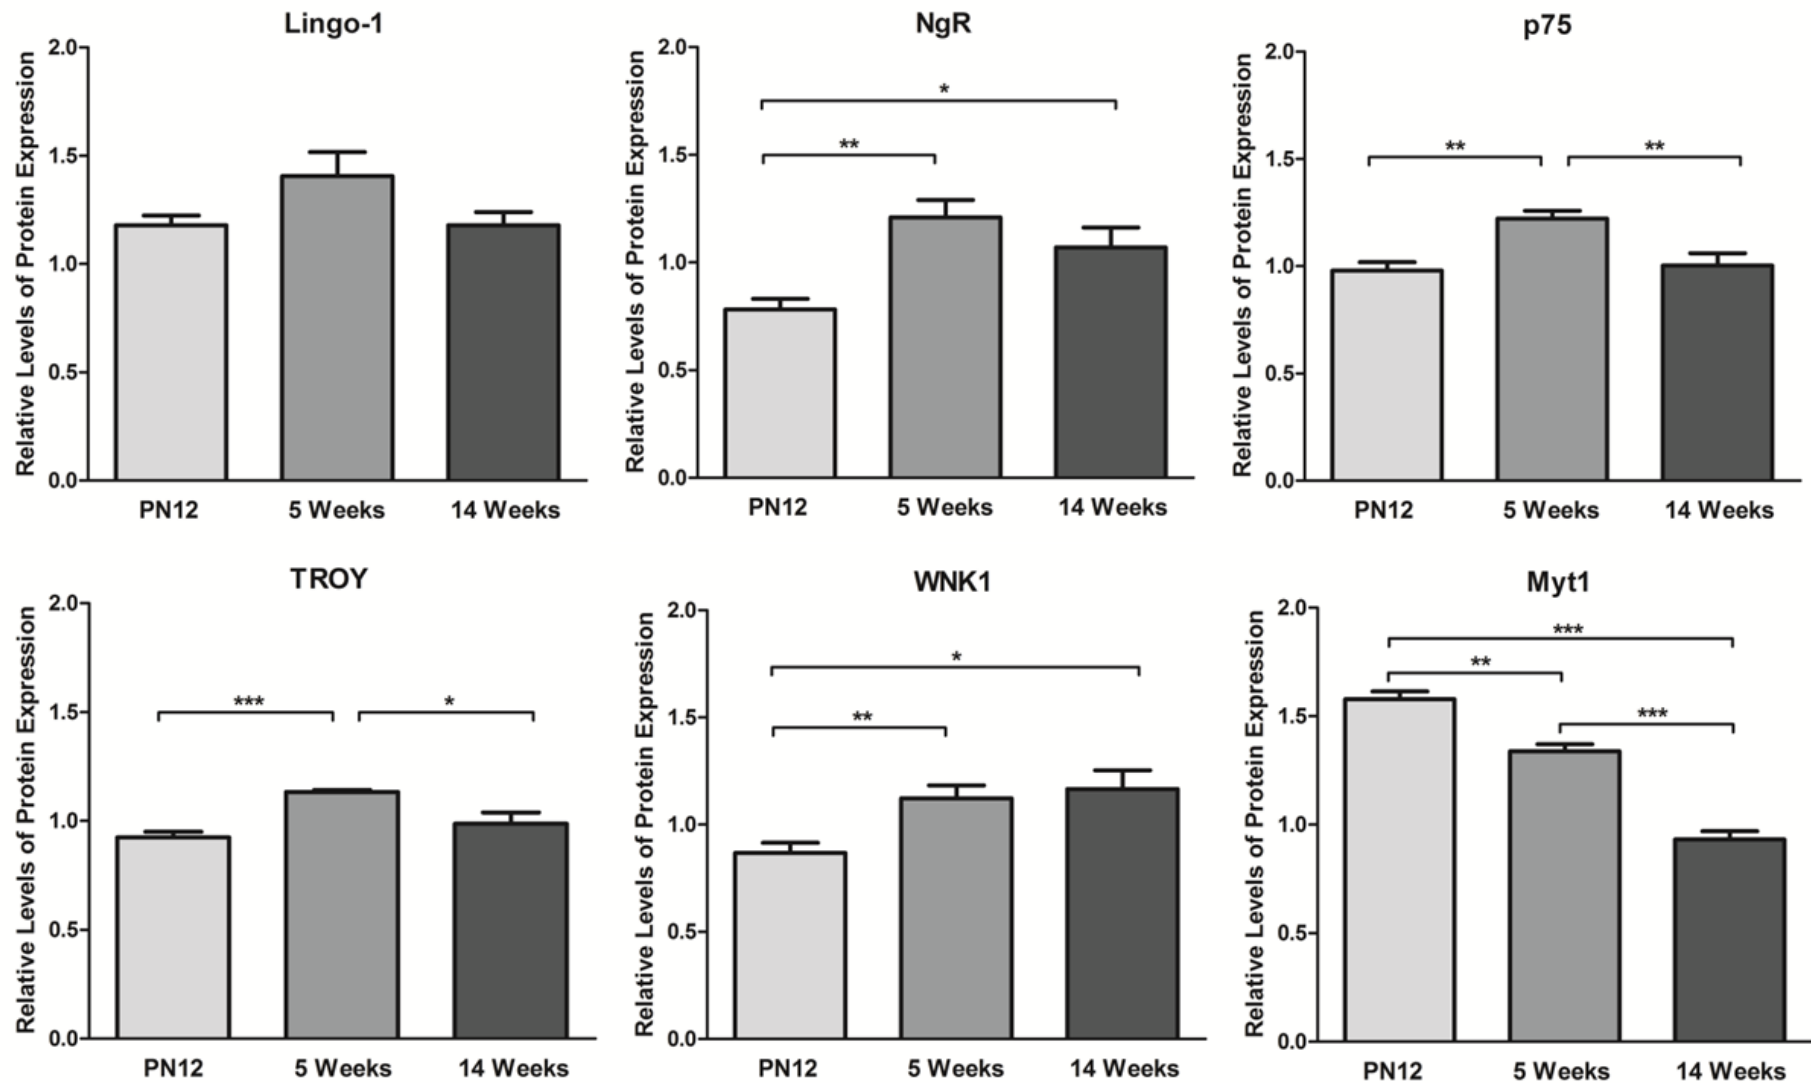 Lingo-1
Relative Levels of Protein Expression
2.0
1.5
1.0
0.5
0.0
PN12
5 Weeks
14 Weeks
NgR
Relative Levels of Protein Expression
2.0
1.5
1.0
0.5
0.0
*
**
PN12
5 Weeks
14 Weeks
p75
Relative Levels of Protein Expression
2.0
1.5
1.0
0.5
0.0
** **
PN12
5 Weeks
14 Weeks
TROY
Relative Levels of Protein Expression
2.0
1.5
1.0
0.5
0.0
*** *
PN12
5 Weeks
14 Weeks
WNK1
Relative Levels of Protein Expression
2.0
1.5
1.0
0.5
0.0
*
**
PN12
5 Weeks
14 Weeks
Myt1
Relative Levels of Protein Expression
2.0
1.5
1.0
0.5
0.0
***
**
***
PN12
5 Weeks
14 Weeks